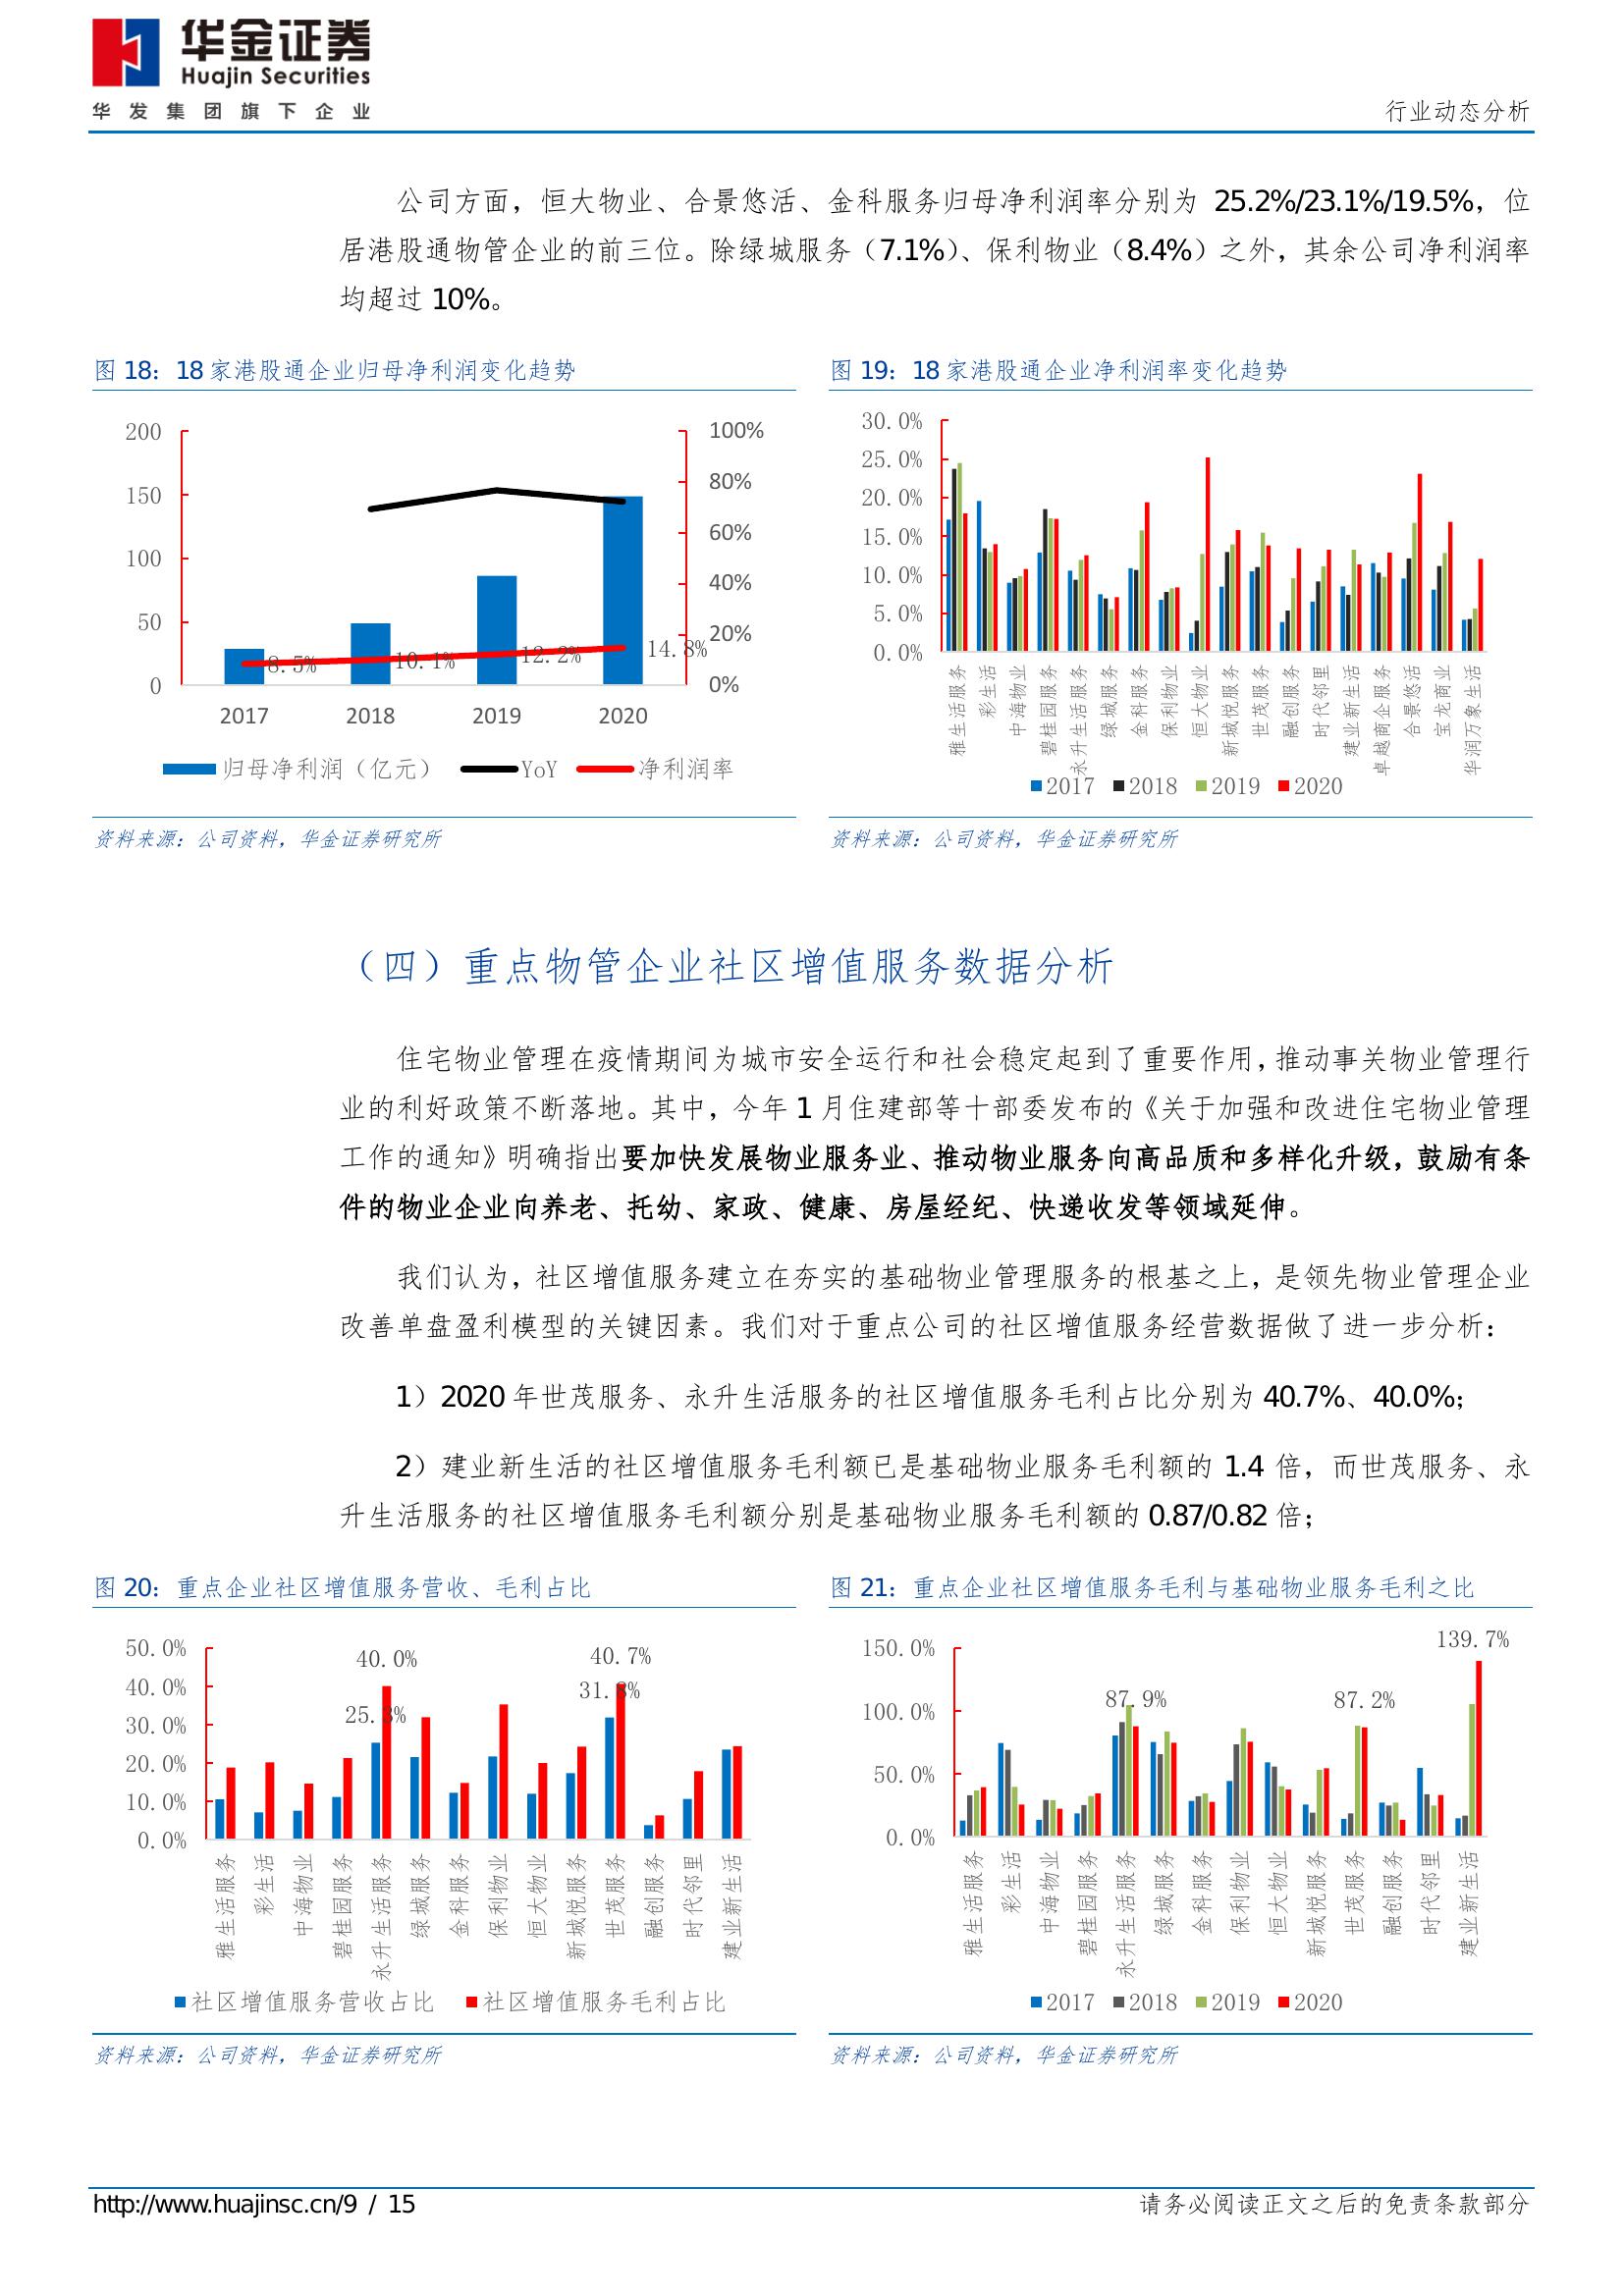 华金证券
Huajin Securities
华发集团旗下企业
行业动态分析
公司方面，恒大物业、合景悠活、金科服务归母净利润率分别为 25.2%/23.1%/19.5%，位
居港股通物管企业的前三位。除绿城服务（7.1%）、保利物业（8.4%）之外，其余公司净利润率
均超过 10%。
图 18：18 家港股通企业归母净利润变化趋势
200
150
100
50
0
100%
80%
60%
40%
20%
0%
8.5%
10.1%
12.2%
14.8%
2017 2018 2019 2020
归母净利润（亿元） YoY 净利润率
资料来源：公司资料，华金证券研究所
图 19：18 家港股通企业净利润率变化趋势
30.0%
25.0%
20.0%
15.0%
10.0%
5.0%
0.0%
雅生活服务
彩生活
中海物业
碧桂园服务
永升生活服务
绿城服务
金科服务
保利物业
恒大物业
新城悦服务
世茂服务
融创服务
时代邻里
建业新生活
卓越商企服务
合景悠活
宝龙商业
华润万象生活
2017 2018 2019 2020
资料来源：公司资料，华金证券研究所
（四）重点物管企业社区增值服务数据分析
住宅物业管理在疫情期间为城市安全运行和社会稳定起到了重要作用，推动事关物业管理行
业的利好政策不断落地。其中，今年 1 月住建部等十部委发布的《关于加强和改进住宅物业管理
工作的通知》明确指出要加快发展物业服务业、推动物业服务向高品质和多样化升级，鼓励有条
件的物业企业向养老、托幼、家政、健康、房屋经纪、快递收发等领域延伸。
我们认为，社区增值服务建立在夯实的基础物业管理服务的根基之上，是领先物业管理企业
改善单盘盈利模型的关键因素。我们对于重点公司的社区增值服务经营数据做了进一步分析：
1）2020 年世茂服务、永升生活服务的社区增值服务毛利占比分别为 40.7%、40.0%；
2）建业新生活的社区增值服务毛利额已是基础物业服务毛利额的 1.4 倍，而世茂服务、永
升生活服务的社区增值服务毛利额分别是基础物业服务毛利额的 0.87/0.82 倍；
图 20：重点企业社区增值服务营收、毛利占比
50.0%
40.0%
30.0%
20.0%
10.0%
0.0%
40.0%
25.3%
40.7%
31.8%
雅生活服务
彩生活
中海物业
碧桂园服务
永升生活服务
绿城服务
金科服务
保利物业
恒大物业
新城悦服务
世茂服务
融创服务
时代邻里
建业新生活
社区增值服务营收占比 社区增值服务毛利占比
资料来源：公司资料，华金证券研究所
图 21：重点企业社区增值服务毛利与基础物业服务毛利之比
150.0%
100.0%
50.0%
0.0%
87.9%
87.2%
139.7%
雅生活服务
彩生活
中海物业
碧桂园服务
永升生活服务
绿城服务
金科服务
保利物业
恒大物业
新城悦服务
世茂服务
融创服务
时代邻里
建业新生活
2017 2018 2019 2020
资料来源：公司资料，华金证券研究所
http://www.huajinsc.cn/9 / 15
请务必阅读正文之后的免责条款部分